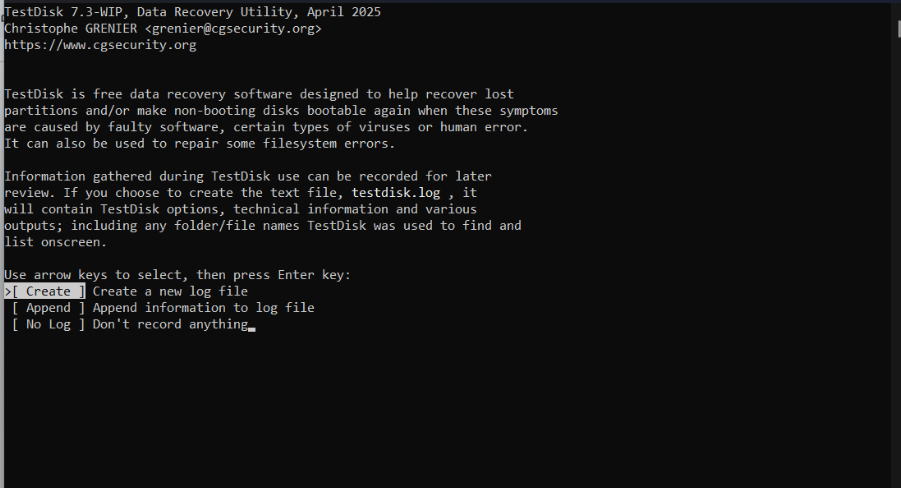 TestDisk 7.3-WIP, Data Recovery Utility, April 2025
Christophe GRENIER <grenier@cgsecurity.org>
https://www.cgsecurity.org
TestDisk is free data recovery software designed to help recover lost
partitions and/or make non-booting disks bootable again when these symptoms
are caused by faulty software, certain types of viruses or human error.
It can also be used to repair some filesystem errors.
Information gathered during TestDisk use can be recorded for later
review. If you choose to create the text file, testdisk.log , it
will contain TestDisk options, technical information and various
outputs; including any folder/file names TestDisk was used to find and
list onscreen.
Use arrow keys to select, then press Enter key:
>[ Create ] Create a new log file
[ Append ] Append information to log file
[ No Log ] Don't record anything